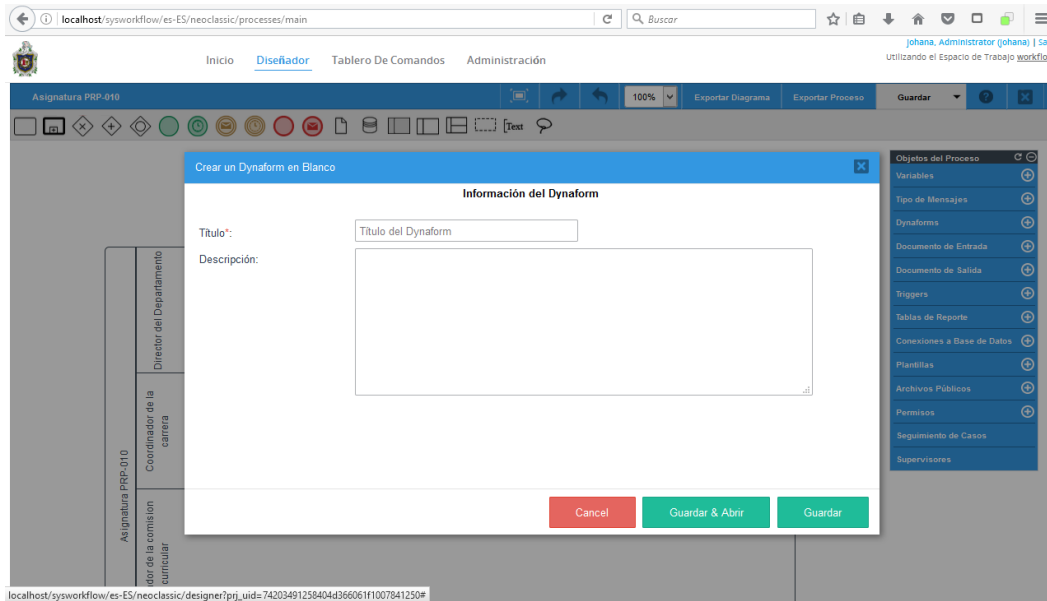 localhost/sysworkflow/es-ES/neoclassic/processes/main
Buscar
Johana, Administrator (johana) | Sa
Utilizando el Espacio de Trabajo workflo
Inicio Diseñador Tablero De Comandos Administración
Asignatura PRP-010
100%
Exportar Diagrama
Exportar Proceso
Guardar
?
Text
Crear un Dynaform en Blanco
Información del Dynaform
Título*:
Título del Dynaform
Descripción:
Cancel
Guardar & Abrir
Guardar
Objetos del Proceso
Variables
Tipo de Mensajes
Dynaforms
Documento de Entrada
Documento de Salida
Triggers
Tablas de Reporte
Conexiones a Base de Datos
Plantillas
Archivos Públicos
Permisos
Seguimiento de Casos
Supervisores
Asignatura PRP-010
Director del Departamento
Coordinador de la
carrera
dor de la comision
curricular
localhost/sysworkflow/es-ES/neoclassic/designer?prj_uid=74203491258404d366061f1007841250#